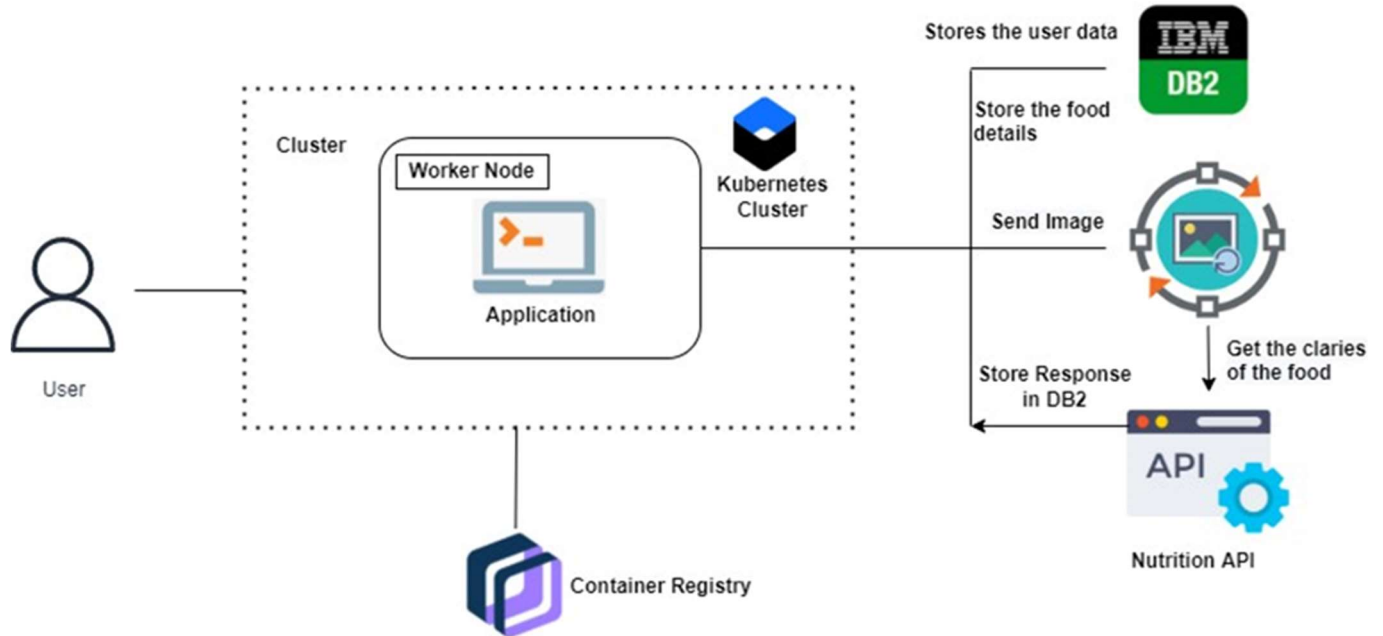 Stores the user data
IBM
DB2
Store the food
details
Cluster
Worker Node
Kubernetes
Cluster
Send Image
Application
User
Get the claries
of the food
Store Response
in DB2
API
Nutrition API
Container Registry